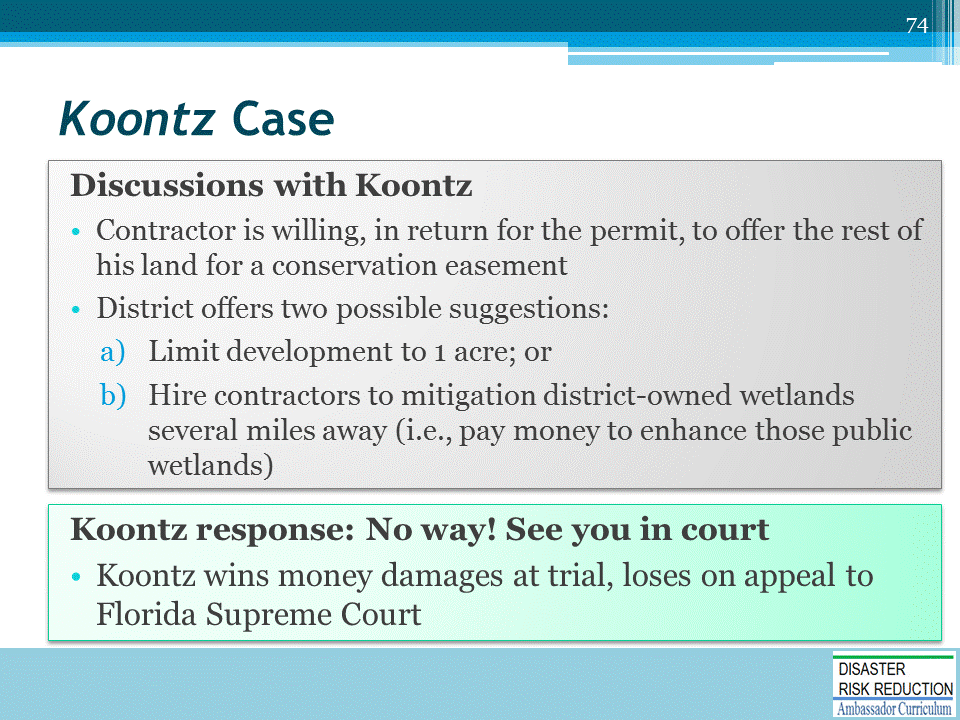 74
Koontz Case
Discussions with Koontz
• Contractor is willing, in return for the permit, to offer the rest of
his land for a conservation easement
• District offers two possible suggestions:
a) Limit development to 1 acre; or
b) Hire contractors to mitigation district-owned wetlands
several miles away (i.e., pay money to enhance those public
wetlands)
Koontz response: No way! See you in court
• Koontz wins money damages at trial, loses on appeal to
Florida Supreme Court
DISASTER
RISK REDUCTION
Ambassador Curriculum